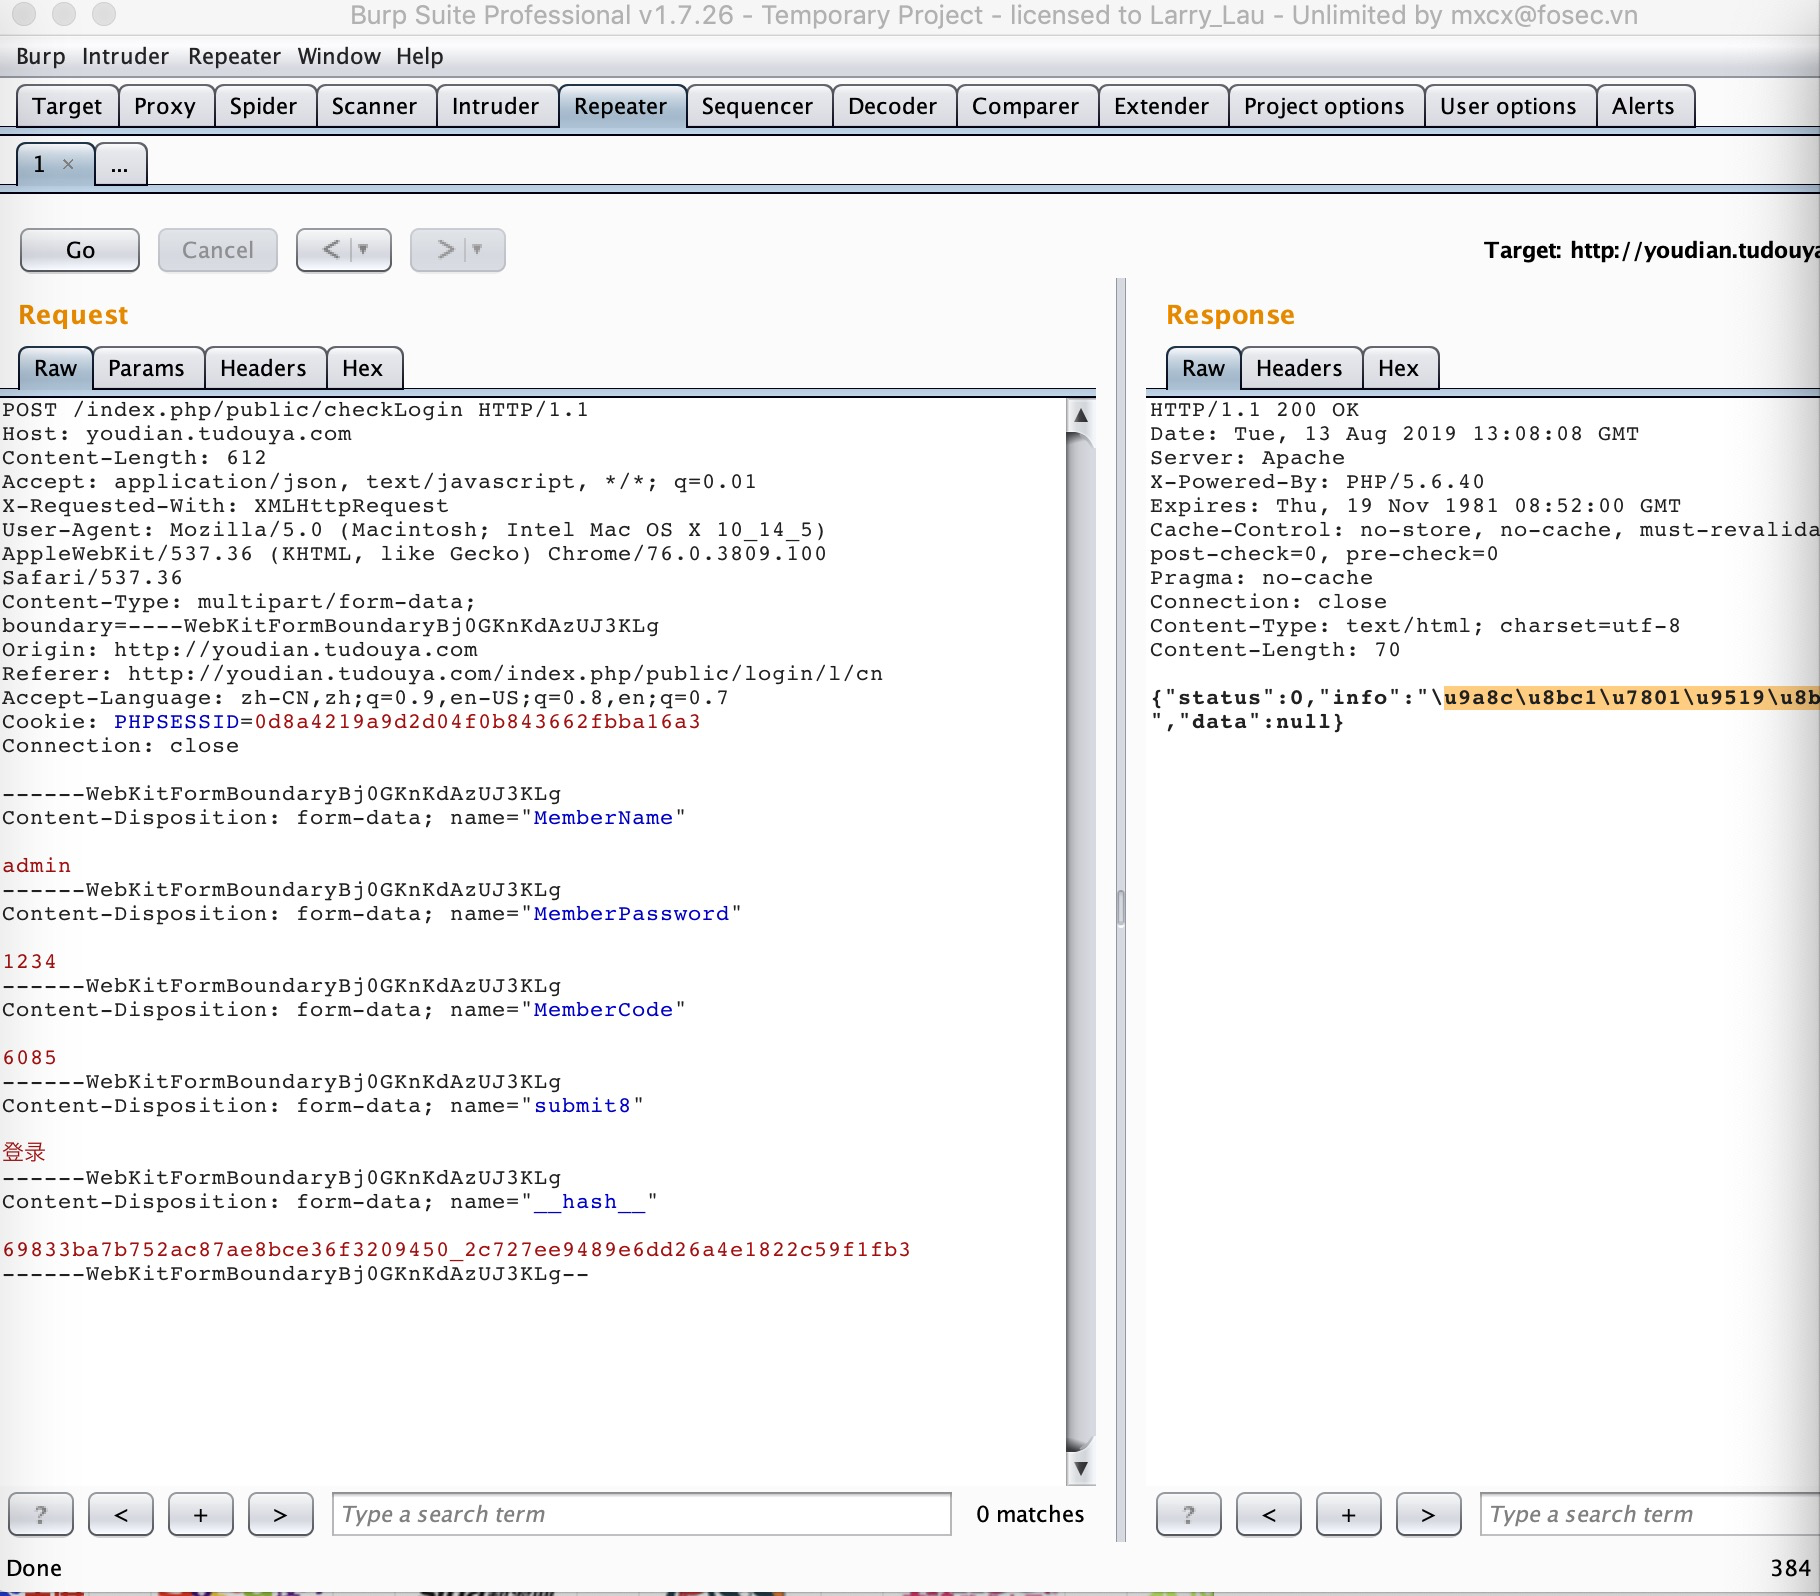 Burp Suite Professional v1.7.26 - Temporary Project - licensed to Larry_Lau - Unlimited by mxcx@fosec.vn
Burp Intruder Repeater Window Help
Target Proxy Spider Scanner Intruder Repeater Sequencer Decoder Comparer Extender Project options User options Alerts
1 × ...
Go Cancel < > Target: http://youdian.tudouya
Request
Raw Params Headers Hex
POST /index.php/public/checkLogin HTTP/1.1
Host: youdian.tudouya.com
Content-Length: 612
Accept: application/json, text/javascript, */*; q=0.01
X-Requested-With: XMLHttpRequest
User-Agent: Mozilla/5.0 (Macintosh; Intel Mac OS X 10_14_5)
AppleWebKit/537.36 (KHTML, like Gecko) Chrome/76.0.3809.100
Safari/537.36
Content-Type: multipart/form-data;
boundary=----WebKitFormBoundaryBj0GKnKdAzUJ3KLg
Origin: http://youdian.tudouya.com
Referer: http://youdian.tudouya.com/index.php/public/login/l/cn
Accept-Language: zh-CN,zh;q=0.9,en-US;q=0.8,en;q=0.7
Cookie: PHPSESSID=0d8a4219a9d2d04f0b843662fbba16a3
Connection: close
------WebKitFormBoundaryBj0GKnKdAzUJ3KLg
Content-Disposition: form-data; name="MemberName"
admin
------WebKitFormBoundaryBj0GKnKdAzUJ3KLg
Content-Disposition: form-data; name="MemberPassword"
1234
------WebKitFormBoundaryBj0GKnKdAzUJ3KLg
Content-Disposition: form-data; name="MemberCode"
6085
------WebKitFormBoundaryBj0GKnKdAzUJ3KLg
Content-Disposition: form-data; name="submit8"
登录
------WebKitFormBoundaryBj0GKnKdAzUJ3KLg
Content-Disposition: form-data; name="__hash__"
69833ba7b752ac87ae8bce36f3209450_2c727ee9489e6dd26a4e1822c59f1fb3
------WebKitFormBoundaryBj0GKnKdAzUJ3KLg--
? < + > Type a search term 0 matches
Response
Raw Headers Hex
HTTP/1.1 200 OK
Date: Tue, 13 Aug 2019 13:08:08 GMT
Server: Apache
X-Powered-By: PHP/5.6.40
Expires: Thu, 19 Nov 1981 08:52:00 GMT
Cache-Control: no-store, no-cache, must-revalida
post-check=0, pre-check=0
Pragma: no-cache
Connection: close
Content-Type: text/html; charset=utf-8
Content-Length: 70
{"status":0,"info":"\u9a8c\u8bc1\u7801\u9519\u8b
","data":null}
? < + > Type a search term
Done 384